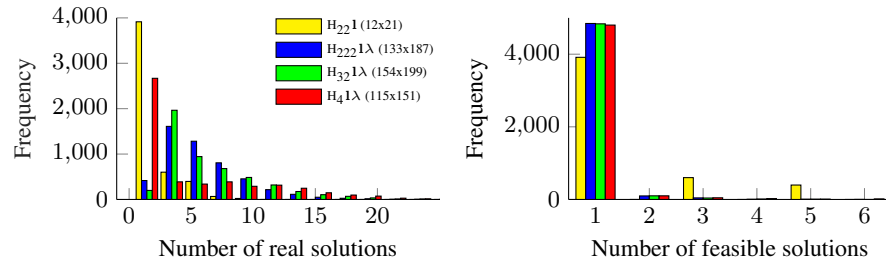 4,000
3,000
2,000
1,000
0
Frequency
0 5 10 15 20
Number of real solutions
H₂₂1 (12x21)
H₂₂₂1λ (133x187)
H₃₂1λ (154x199)
H₄1λ (115x151)
4,000
2,000
0
Frequency
1 2 3 4 5 6
Number of feasible solutions